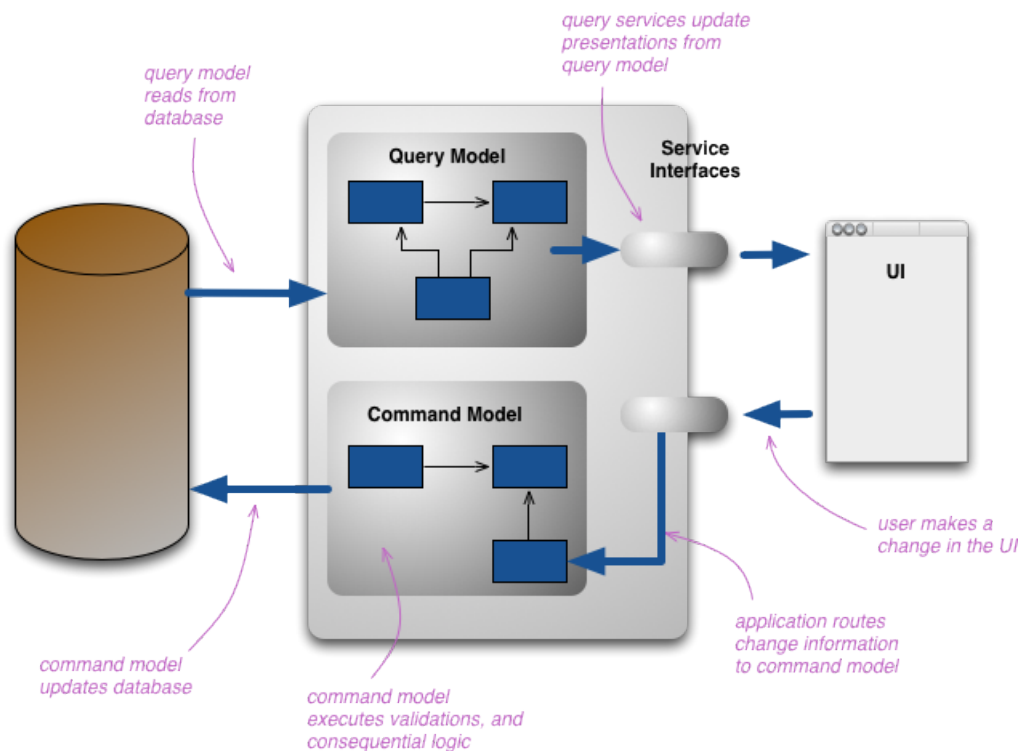 query services update
presentations from
query model
query model
reads from
database
Service
Interfaces
Query Model
UI
Command Model
user makes a
change in the UI
application routes
change information
to command model
command model
updates database
command model
executes validations, and
consequential logic